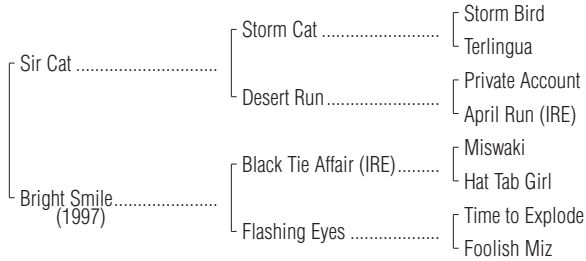 Storm Bird
Storm Cat ......................
Terlingua
Sir Cat ..........................
Private Account
Desert Run .....................
April Run (IRE)
Miswaki
Black Tie Affair (IRE) ........
Hat Tab Girl
Bright Smile ...................
(1997)
Time to Explode
Flashing Eyes .................
Foolish Miz